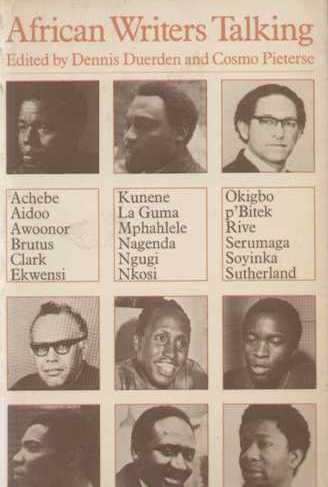 African Writers Talking
Edited by Dennis Duerden and Cosmo Pieterse
Achebe
Aidoo
Awoonor
Brutus
Clark
Ekwensi
Kunene
La Guma
Mphahlele
Nagenda
Ngugi
Nkosi
Okigbo
p'Bitek
Rive
Serumaga
Soyinka
Sutherland